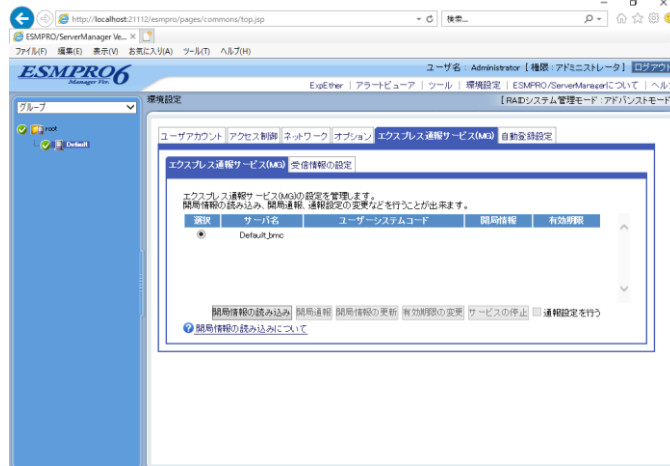 http://localhost:21112/esmpro/pages/commons/top.jsp
検索...
ESMPRO/ServerManager Ve...
ファイル(F) 編集(E) 表示(V) お気に入り(A) ツール(T) ヘルプ(H)
ESMPRO6
Manager Ver.
ユーザ名 : Administrator [ 権限 : アドミニストレータ ] ログアウト
ExpEther | アラートビューア | ツール | 環境設定 | ESMPRO/ServerManagerについて | ヘル
グループ
環境設定
[ RAIDシステム管理モード : アドバンストモード
root
Default
ユーザアカウント アクセス制御 ネットワーク オプション エクスプレス通報サービス(MG) 自動登録設定
エクスプレス通報サービス(MG) 受信情報の設定
エクスプレス通報サービス(MG)の設定を管理します。
開局情報の読み込み、開局通報、通報設定の変更などを行うことが出来ます。
選択 サーバ名 ユーザーシステムコード 開局情報 有効期限
Default_bmc
開局情報の読み込み 開局通報 開局情報の更新 有効期限の変更 サービスの停止 通報設定を行う
開局情報の読み込みについて